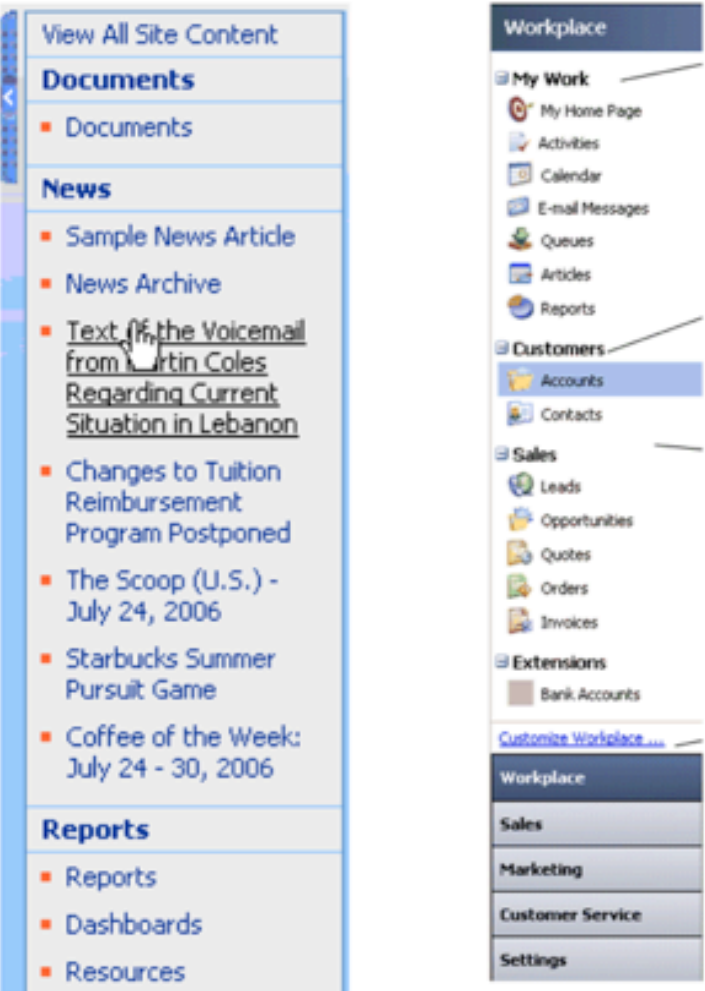 View All Site Content
Documents
Documents
News
Sample News Article
News Archive
Text of the Voicemail
from Martin Coles
Regarding Current
Situation in Lebanon
Changes to Tuition
Reimbursement
Program Postponed
The Scoop (U.S.) -
July 24, 2006
Starbucks Summer
Pursuit Game
Coffee of the Week:
July 24 - 30, 2006
Reports
Reports
Dashboards
Resources
Workplace
My Work
My Home Page
Activities
Calendar
E-mail Messages
Queues
Articles
Reports
Customers
Accounts
Contacts
Sales
Leads
Opportunities
Quotes
Orders
Invoices
Extensions
Bank Accounts
Customize Workplace ...
Workplace
Sales
Marketing
Customer Service
Settings